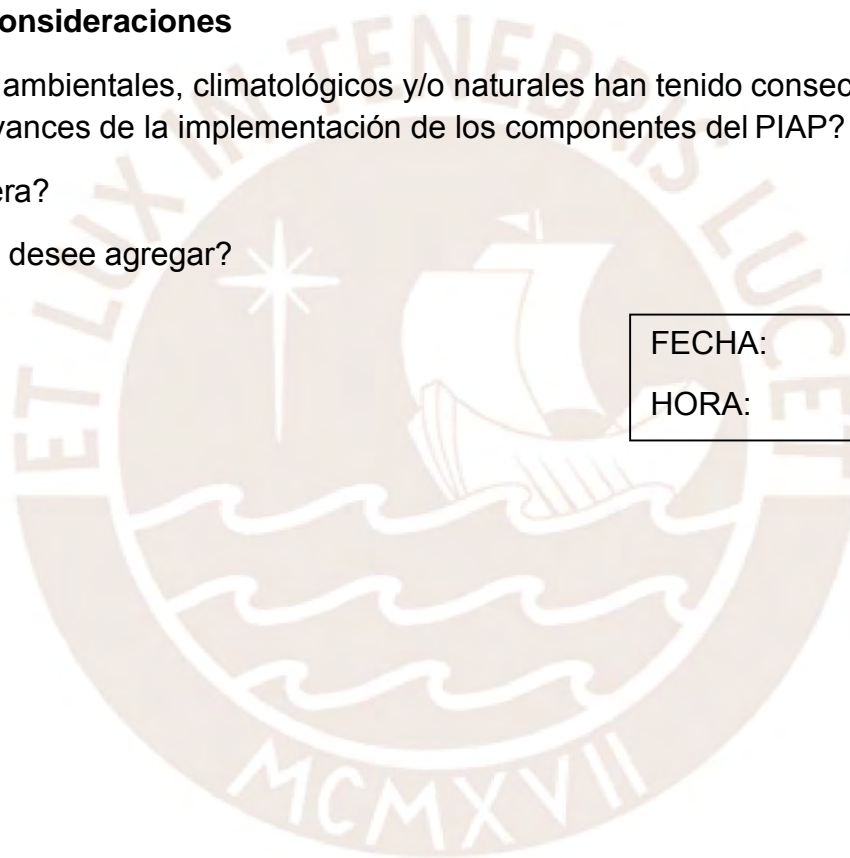 onsideraciones
ambientales, climatológicos y/o naturales han tenido consec
vances de la implementación de los componentes del PIAP?
era?
desee agregar?
FECHA:
HORA:
ET LUX IN TENEBRIS LUCET
MCMXVII